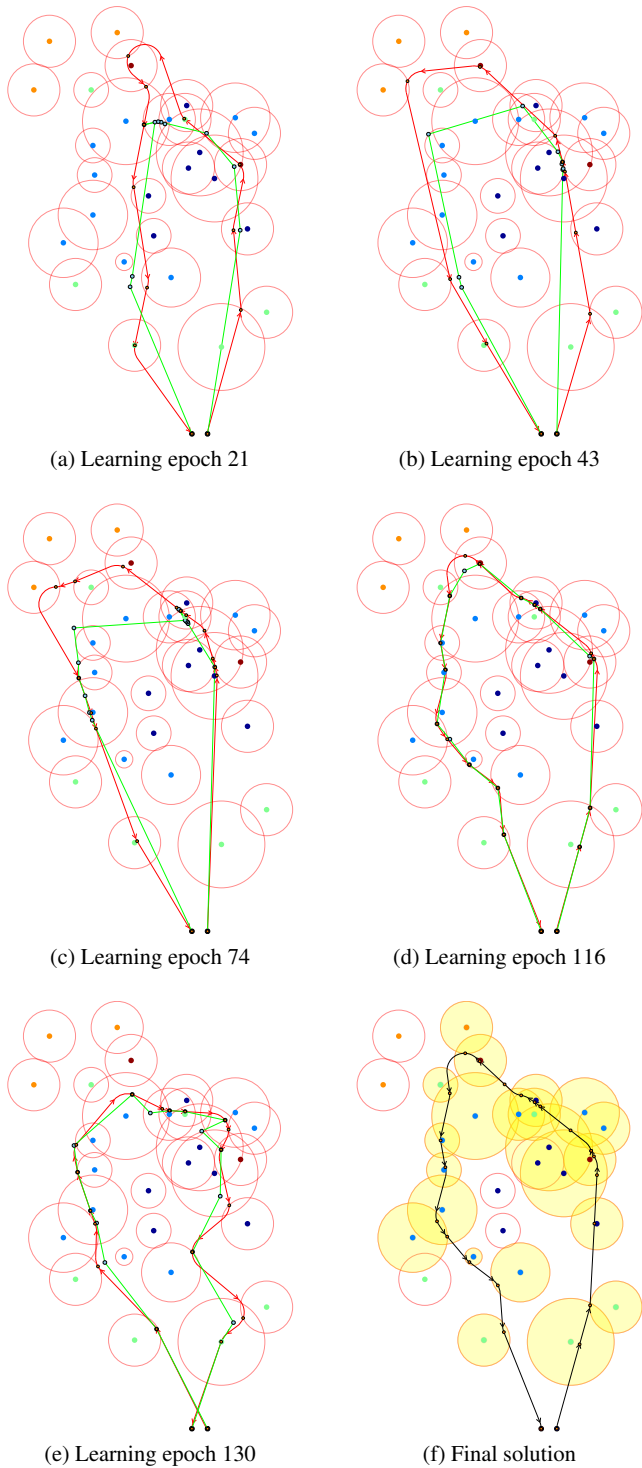 (a) Learning epoch 21
(b) Learning epoch 43
(c) Learning epoch 74
(d) Learning epoch 116
(e) Learning epoch 130
(f) Final solution